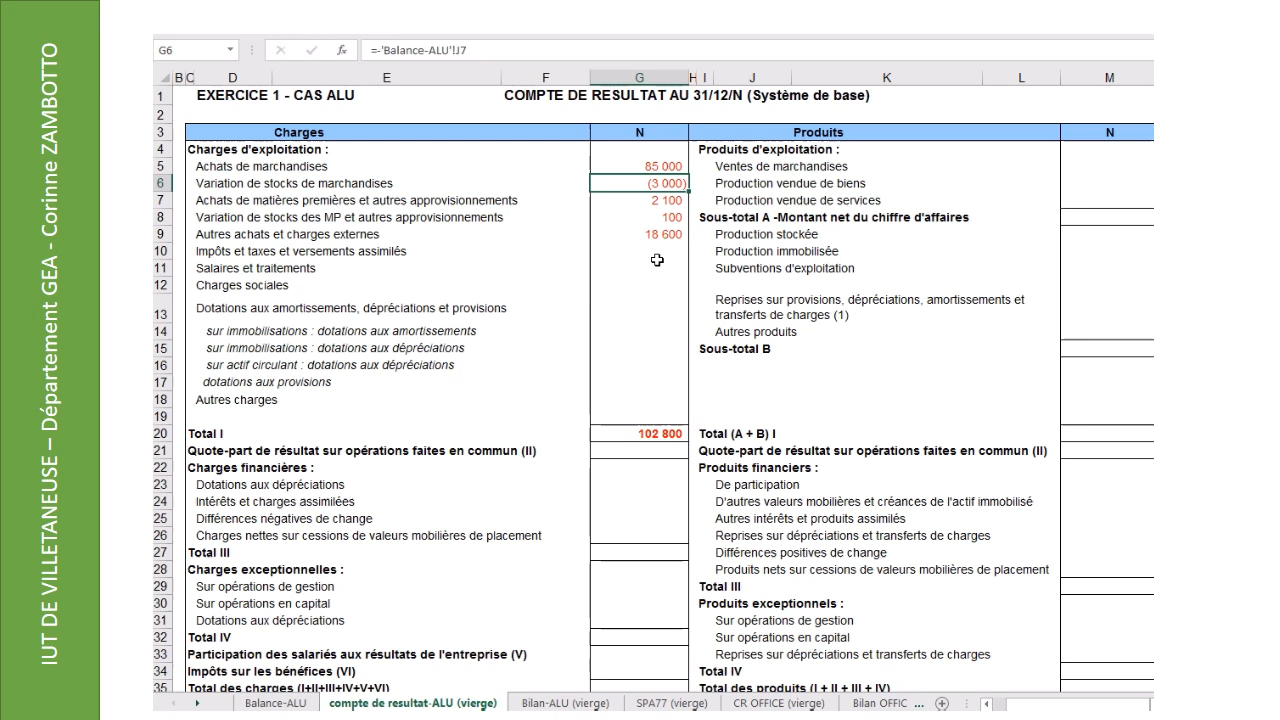 IUT DE VILLETANEUSE – Département GEA - Corinne ZAMBOTTO
G6
fx
=-'Balance-ALU'!J7
B C D E F G H I J K L M
1 EXERCICE 1 - CAS ALU COMPTE DE RESULTAT AU 31/12/N (Système de base)
2
3 Charges N Produits N
4 Charges d'exploitation : Produits d'exploitation :
5 Achats de marchandises 85 000 Ventes de marchandises
6 Variation de stocks de marchandises (3 000) Production vendue de biens
7 Achats de matières premières et autres approvisionnements 2 100 Production vendue de services
8 Variation de stocks des MP et autres approvisionnements 100 Sous-total A -Montant net du chiffre d'affaires
9 Autres achats et charges externes 18 600 Production stockée
10 Impôts et taxes et versements assimilés Production immobilisée
11 Salaires et traitements Subventions d'exploitation
12 Charges sociales
13 Dotations aux amortissements, dépréciations et provisions Reprises sur provisions, dépréciations, amortissements et
transferts de charges (1)
14 sur immobilisations : dotations aux amortissements Autres produits
15 sur immobilisations : dotations aux dépréciations Sous-total B
16 sur actif circulant : dotations aux dépréciations
17 dotations aux provisions
18 Autres charges
19
20 Total I 102 800 Total (A + B) I
21 Quote-part de résultat sur opérations faites en commun (II) Quote-part de résultat sur opérations faites en commun (II)
22 Charges financières : Produits financiers :
23 Dotations aux dépréciations De participation
24 Intérêts et charges assimilées D'autres valeurs mobilières et créances de l'actif immobilisé
25 Différences négatives de change Autres intérêts et produits assimilés
26 Charges nettes sur cessions de valeurs mobilières de placement Reprises sur dépréciations et transferts de charges
27 Total III Différences positives de change
28 Charges exceptionnelles : Produits nets sur cessions de valeurs mobilières de placement
29 Sur opérations de gestion Total III
30 Sur opérations en capital Produits exceptionnels :
31 Dotations aux dépréciations Sur opérations de gestion
32 Total IV Sur opérations en capital
33 Participation des salariés aux résultats de l'entreprise (V) Reprises sur dépréciations et transferts de charges
34 Impôts sur les bénéfices (VI) Total IV
35 Total des charges (I+II+III+IV+V+VI) Total des produits (I + II + III + IV)
Balance-ALU compte de resultat-ALU (vierge) Bilan-ALU (vierge) SPA77 (vierge) CR OFFICE (vierge) Bilan OFFIC ...